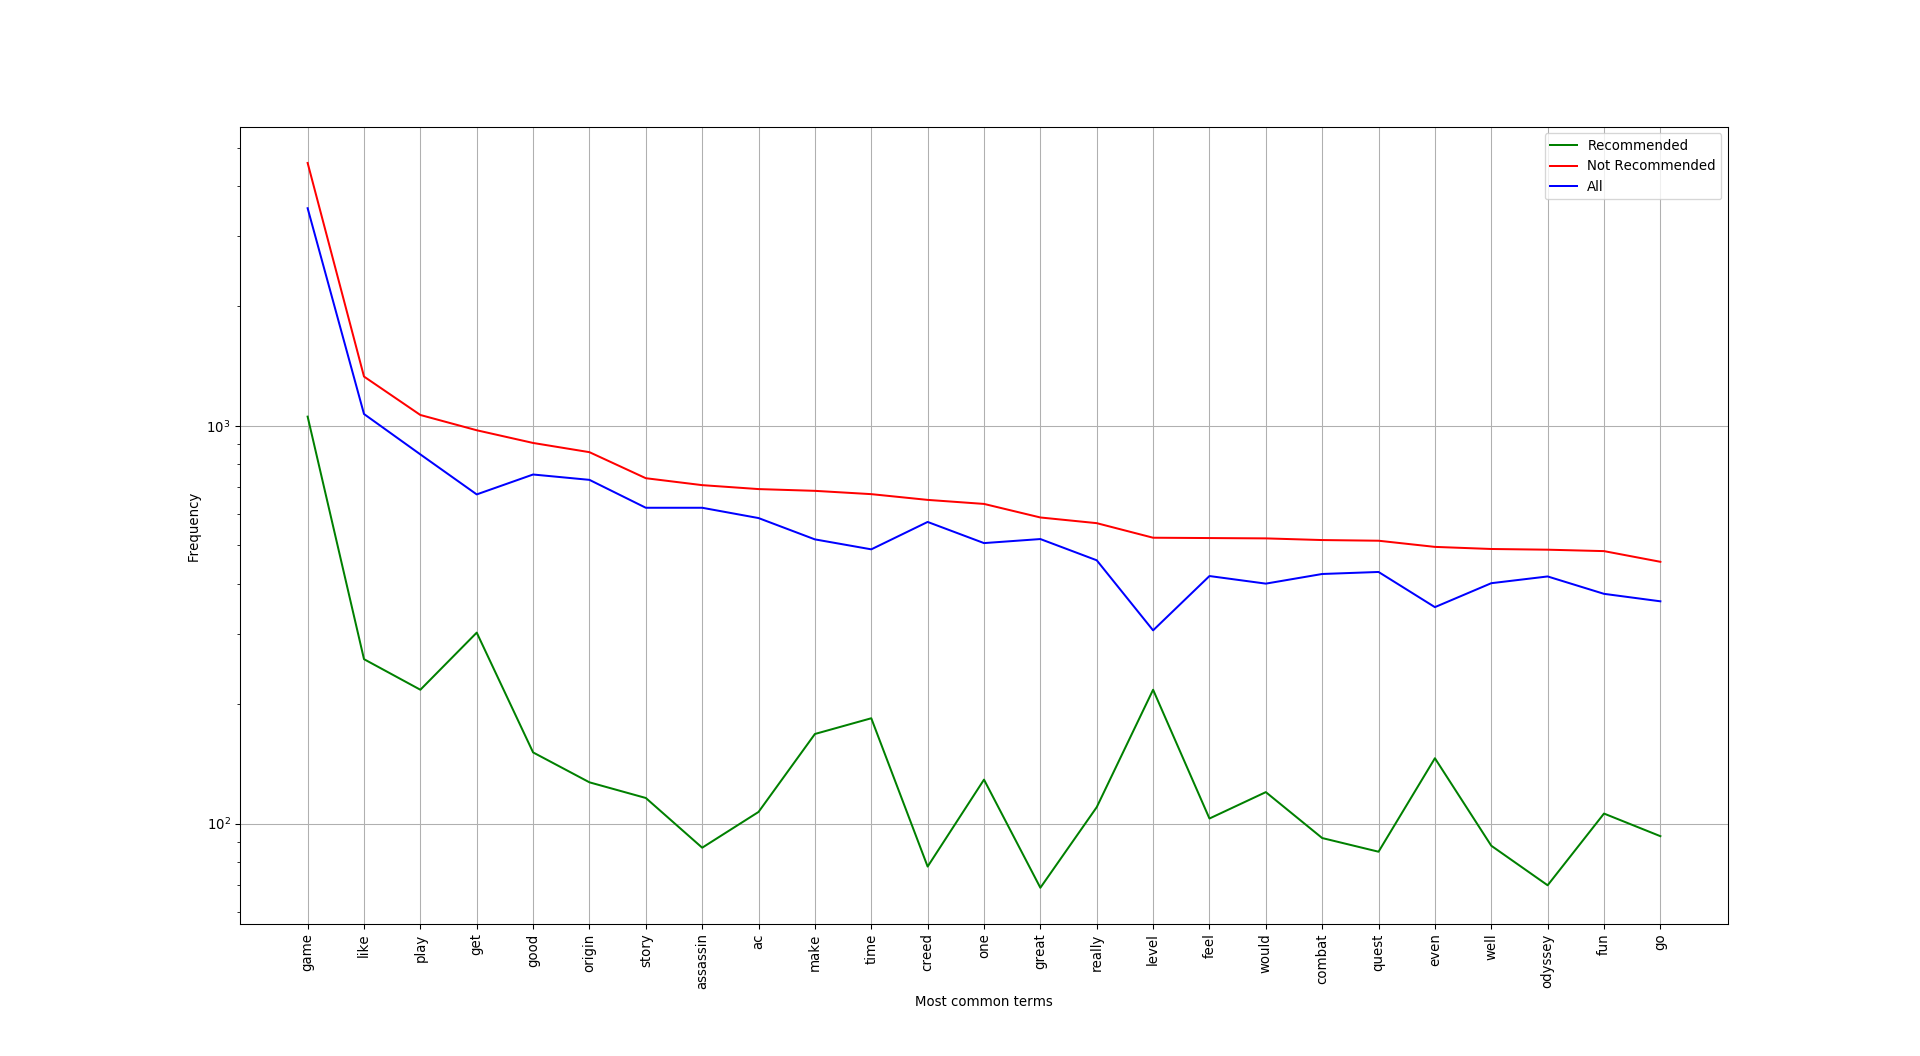 Recommended
Not Recommended
All
10³
10²
Frequency
game
like
play
get
good
origin
story
assassin
ac
make
time
creed
one
great
really
level
feel
would
combat
quest
even
well
odyssey
fun
go
Most common terms